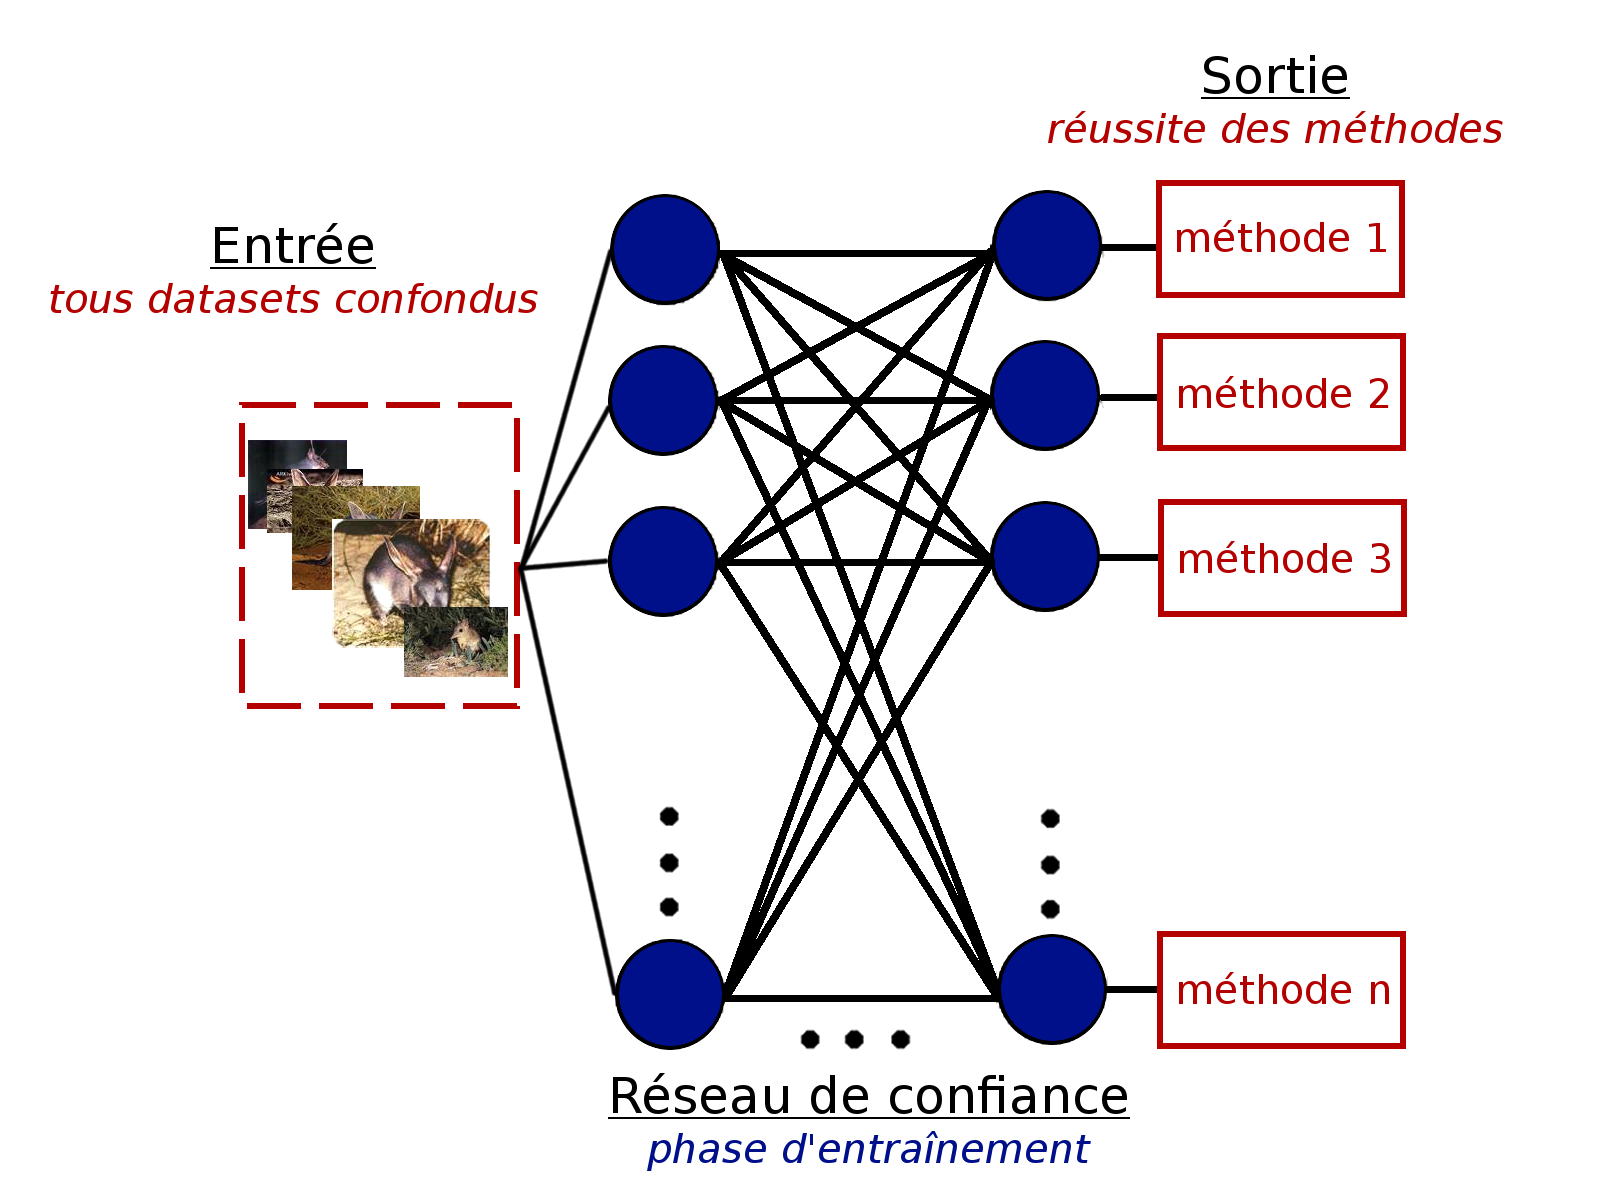 Sortie
réussite des méthodes
Entrée
tous datasets confondus
méthode 1
méthode 2
méthode 3
méthode n
Réseau de confiance
phase d'entraînement